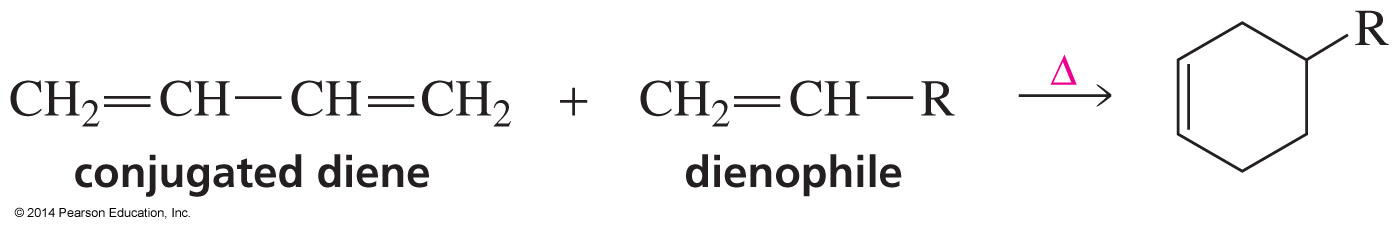 CH₂=CH—CH=CH₂ + CH₂=CH—R Δ R
conjugated diene dienophile
© 2014 Pearson Education, Inc.